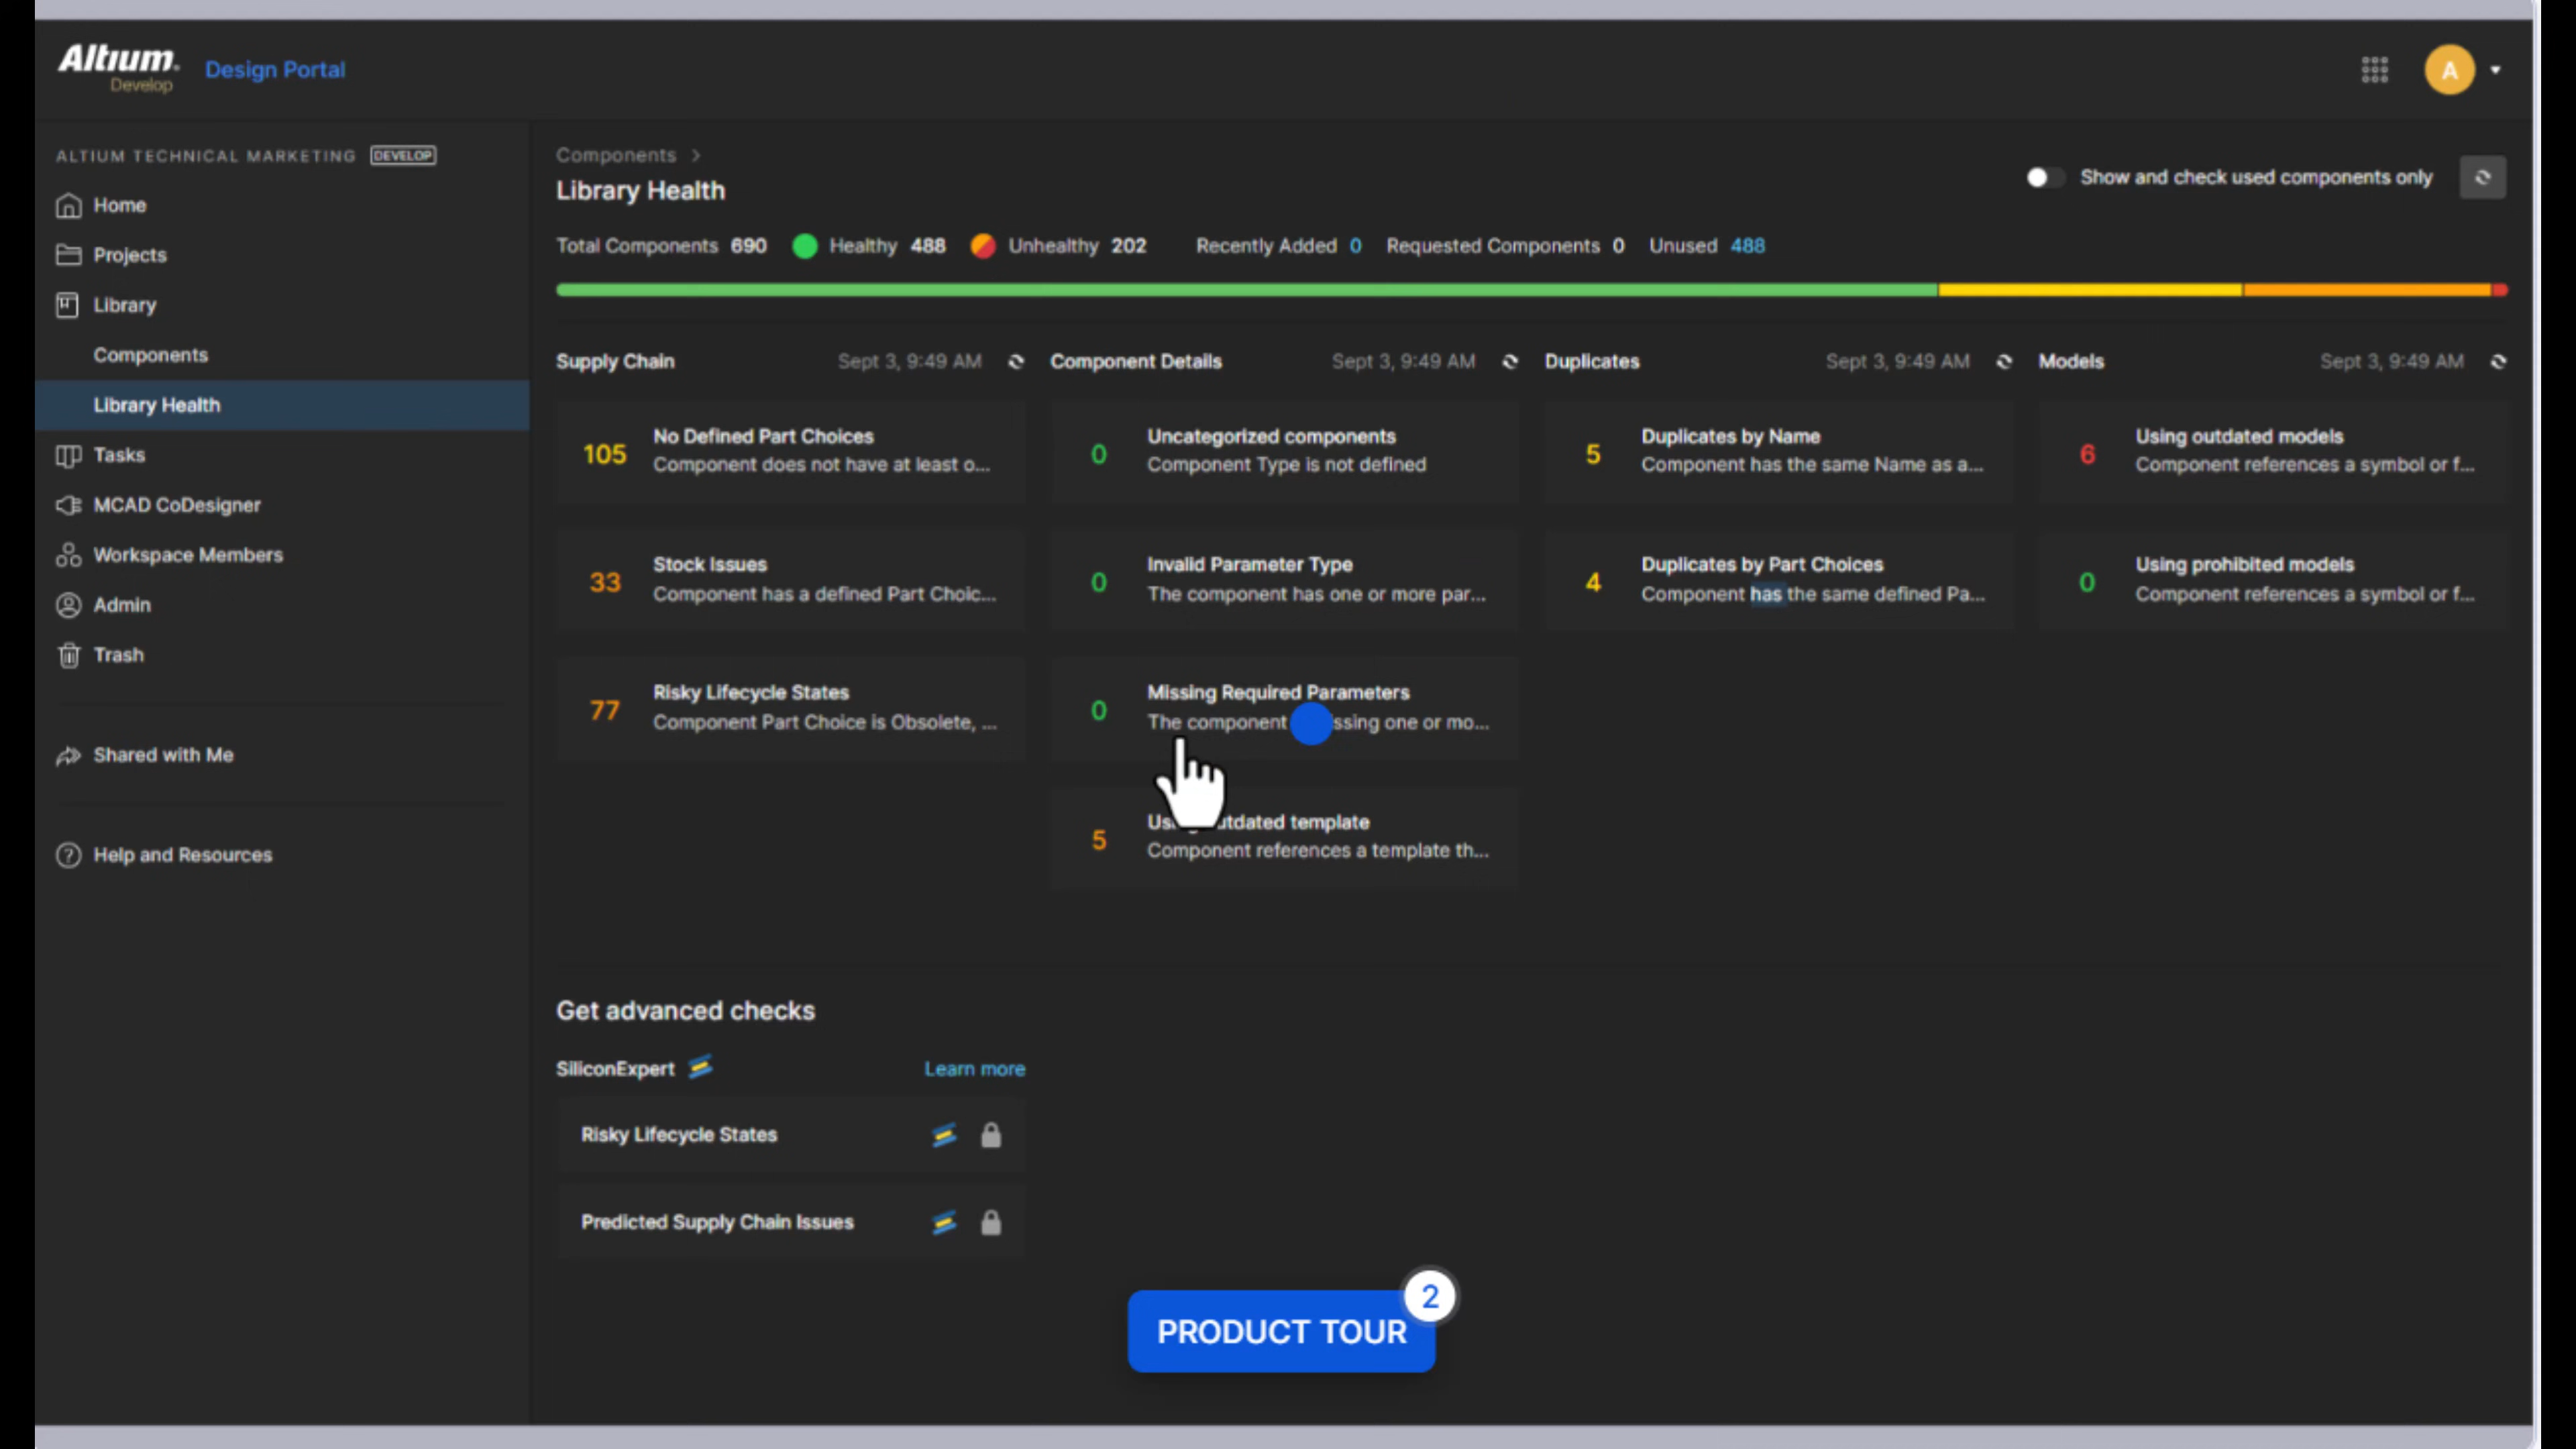 Altium.
Develop
Design Portal
A
ALTIUM TECHNICAL MARKETING DEVELOP
Home
Projects
Library
Components
Library Health
Tasks
MCAD CoDesigner
Workspace Members
Admin
Trash
Shared with Me
Help and Resources
Components >
Library Health
Show and check used components only
Total Components 690 Healthy 488 Unhealthy 202 Recently Added 0 Requested Components 0 Unused 488
Supply Chain Sept 3, 9:49 AM
105 No Defined Part Choices
Component does not have at least o...
33 Stock Issues
Component has a defined Part Choic...
77 Risky Lifecycle States
Component Part Choice is Obsolete, ...
Component Details Sept 3, 9:49 AM
0 Uncategorized components
Component Type is not defined
0 Invalid Parameter Type
The component has one or more par...
0 Missing Required Parameters
The component ssing one or mo...
5 template
Component references a template th...
Duplicates Sept 3, 9:49 AM
5 Duplicates by Name
Component has the same Name as a...
4 Duplicates by Part Choices
Component has the same defined Pa...
Models Sept 3, 9:49 AM
6 Using outdated models
Component references a symbol or f...
0 Using prohibited models
Component references a symbol or f...
Get advanced checks
SiliconExpert Learn more
Risky Lifecycle States
Predicted Supply Chain Issues
PRODUCT TOUR 2